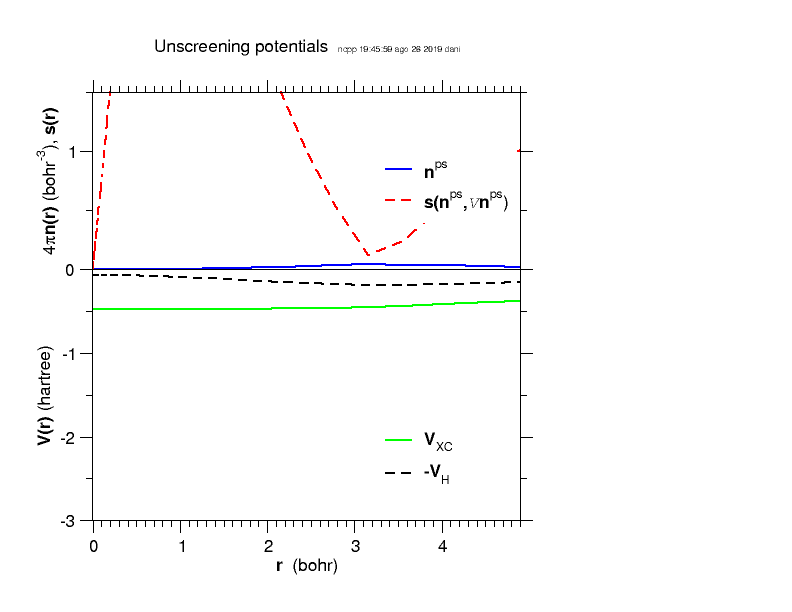 Unscreening potentials ncpp 19:45:59 ago 26 2019 dani
4πn(r) (bohr-3), s(r)
1
0
nps
s(nps,∇nps)
V(r) (hartree)
-1
-2
-3
VXC
-VH
0 1 2 3 4
r (bohr)